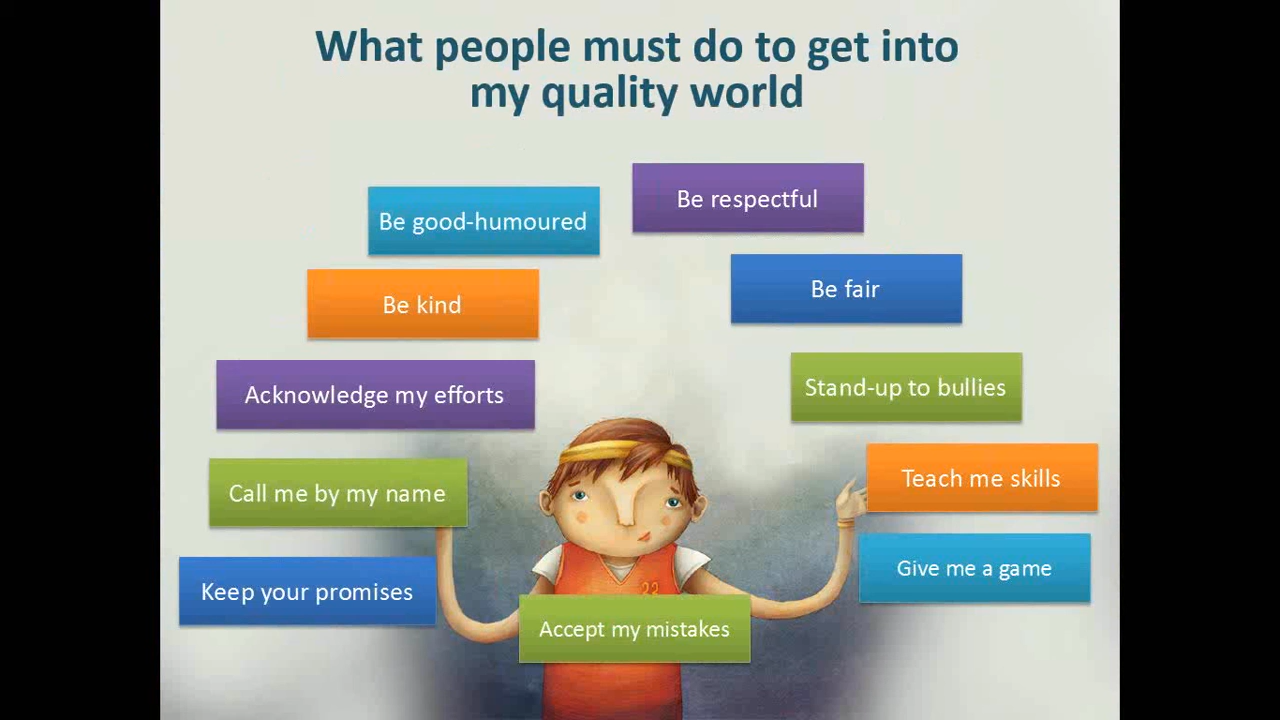 What people must do to get into
my quality world
Be respectful
Be good-humoured
Be fair
Be kind
Stand-up to bullies
Acknowledge my efforts
Teach me skills
Call me by my name
Give me a game
Keep your promises
Accept my mistakes
23